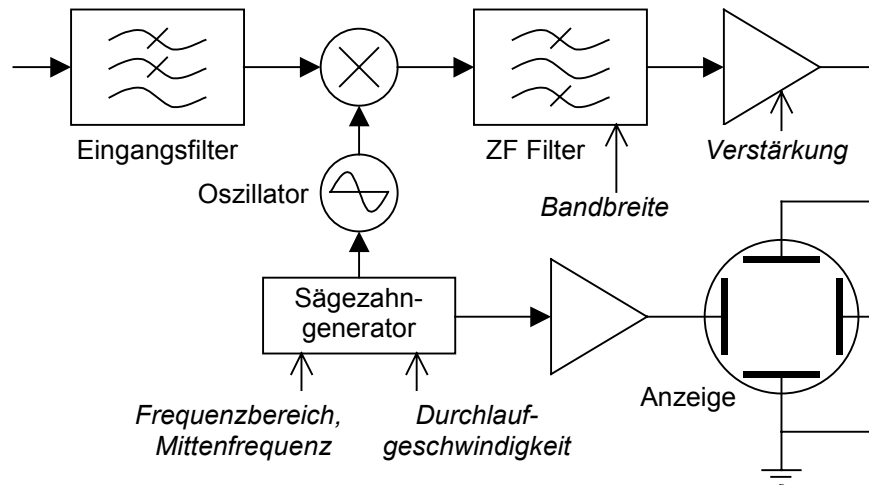 Eingangsfilter
ZF Filter
Verstärkung
Oszillator
Bandbreite
Sägezahn-
generator
Anzeige
Frequenzbereich,
Mittenfrequenz
Durchlauf-
geschwindigkeit